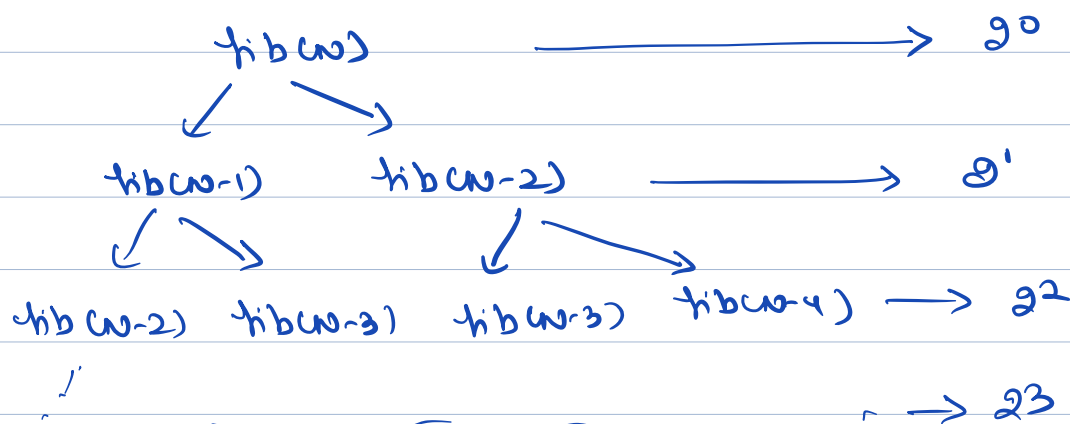 fib(N) → 2⁰
fib(N-1) fib(N-2) → 2¹
fib(N-2) fib(N-3) fib(N-3) fib(N-4) → 2²
→ 2³